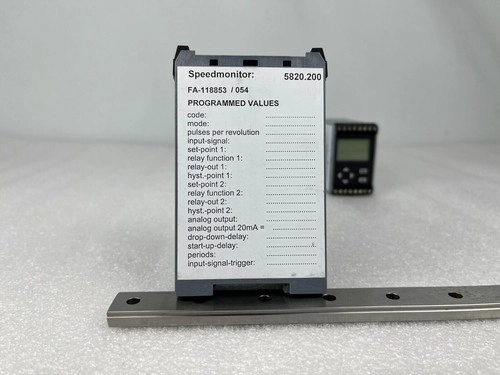 Speedmonitor: 5820.200
FA-118853 / 054
PROGRAMMED VALUES
code: ....................
mode: ....................
pulses per revolution ....................
input-signal: ....................
set-point 1: ....................
relay function 1: ....................
relay-out 1: ....................
hyst.-point 1: ....................
set-point 2: ....................
relay function 2: ....................
relay-out 2: ....................
hyst.-point 2: ....................
analog output: ....................
analog output 20mA = ....................
drop-down-delay: ....................
start-up-delay: ....................
periods: ....................
input-signal-trigger: ....................